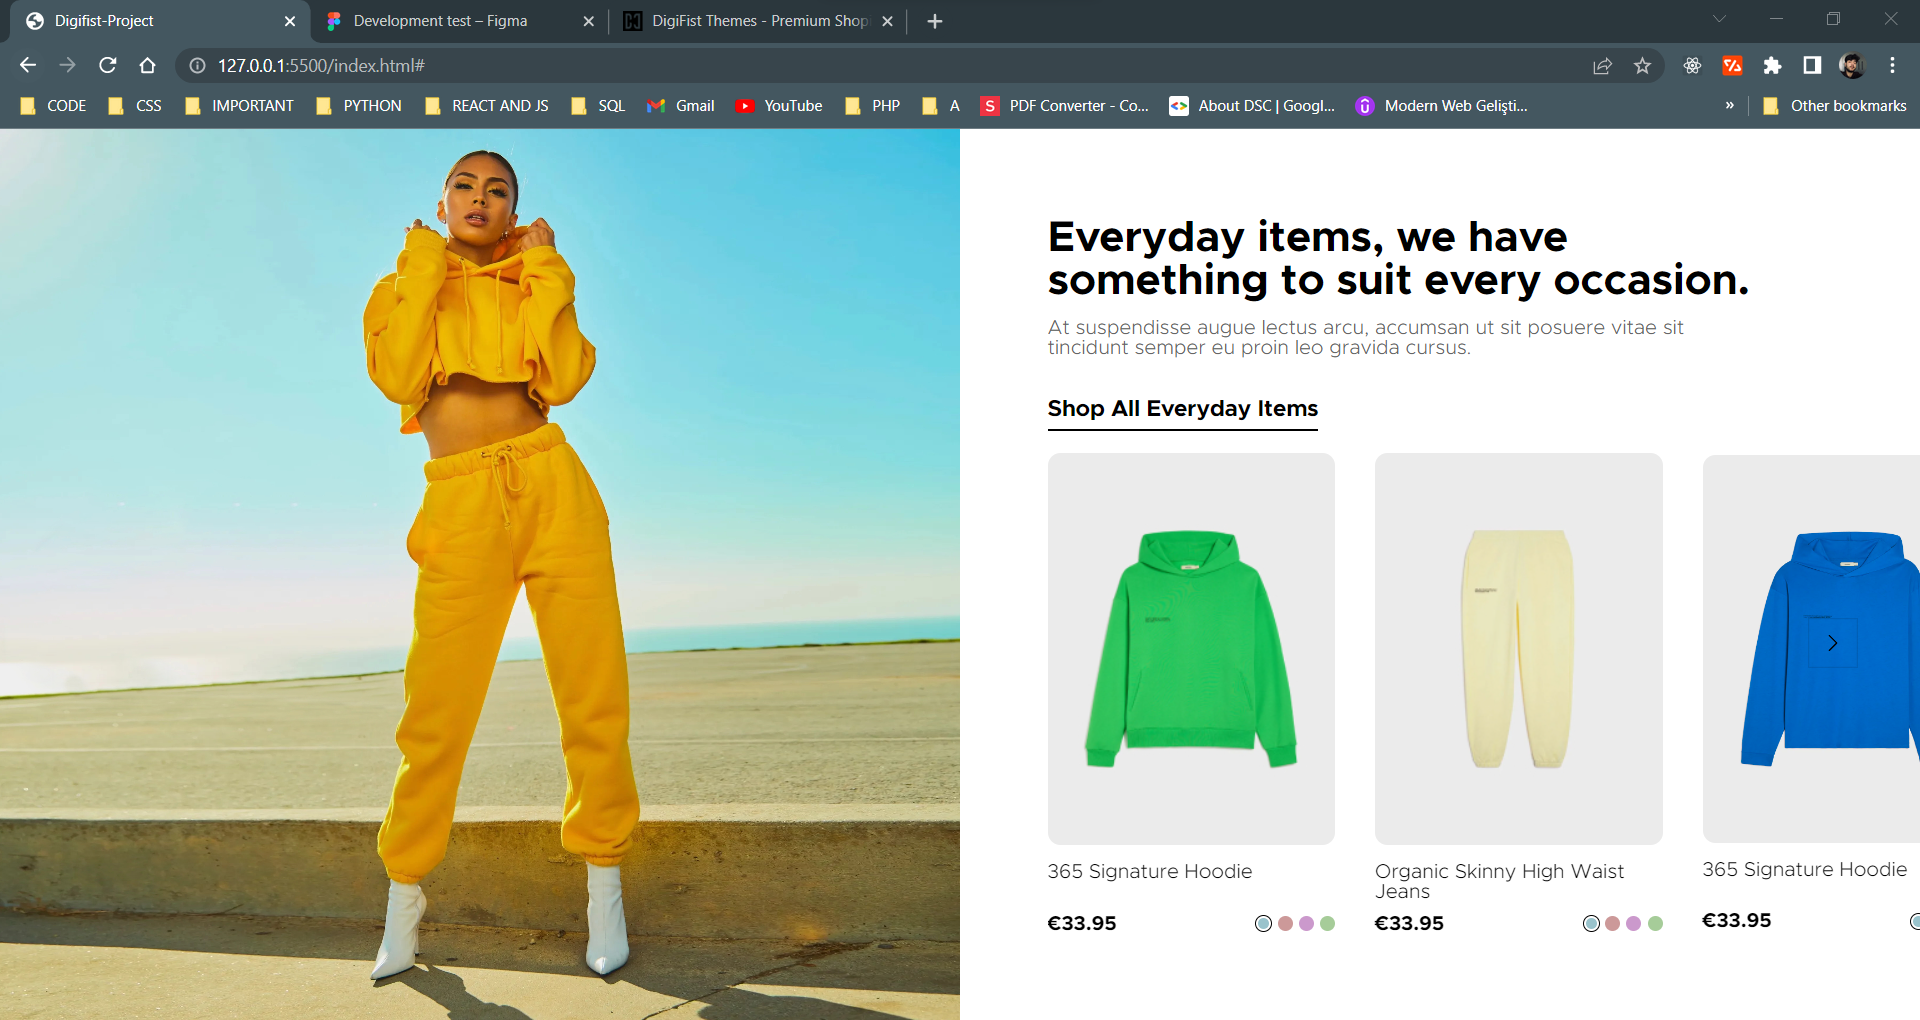 Digifist-Project
Development test – Figma
DigiFist Themes - Premium Shop
127.0.0.1:5500/index.html#
CODE
CSS
IMPORTANT
PYTHON
REACT AND JS
SQL
Gmail
YouTube
PHP
A
PDF Converter - Co...
About DSC | Googl...
Modern Web Gelişti...
»
Other bookmarks
Everyday items, we have
something to suit every occasion.
At suspendisse augue lectus arcu, accumsan ut sit posuere vitae sit
tincidunt semper eu proin leo gravida cursus.
Shop All Everyday Items
365 Signature Hoodie
€33.95
Organic Skinny High Waist
Jeans
€33.95
365 Signature Hoodie
€33.95